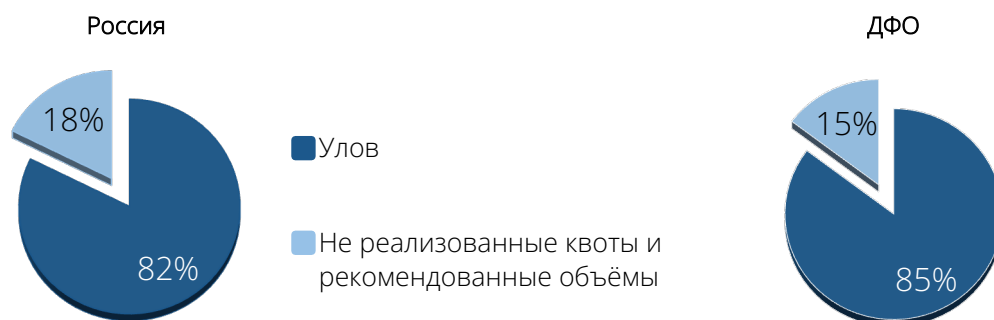 Россия
ДФО
18%
82%
Улов
Не реализованные квоты и
рекомендованные объёмы
15%
85%